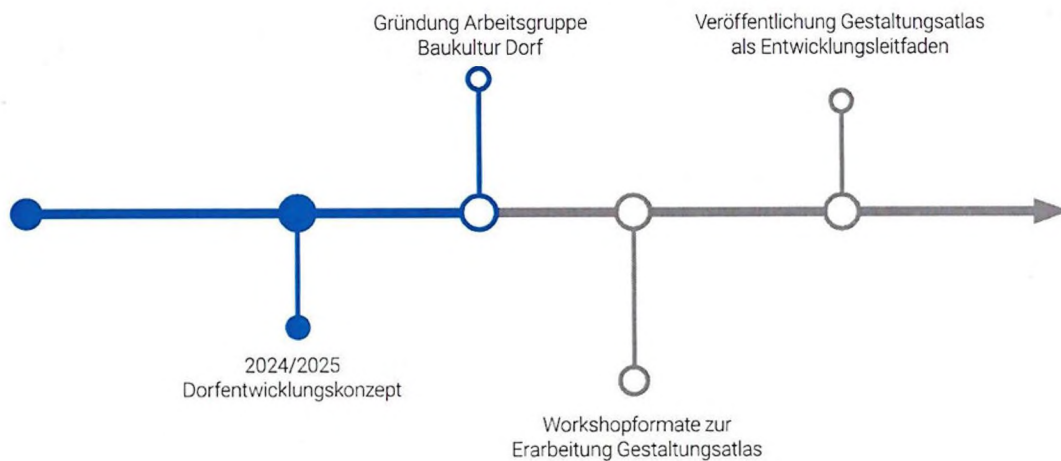 Gründung Arbeitsgruppe
Baukultur Dorf
Veröffentlichung Gestaltungsatlas
als Entwicklungsleitfaden
2024/2025
Dorfentwicklungskonzept
Workshopformate zur
Erarbeitung Gestaltungsatlas